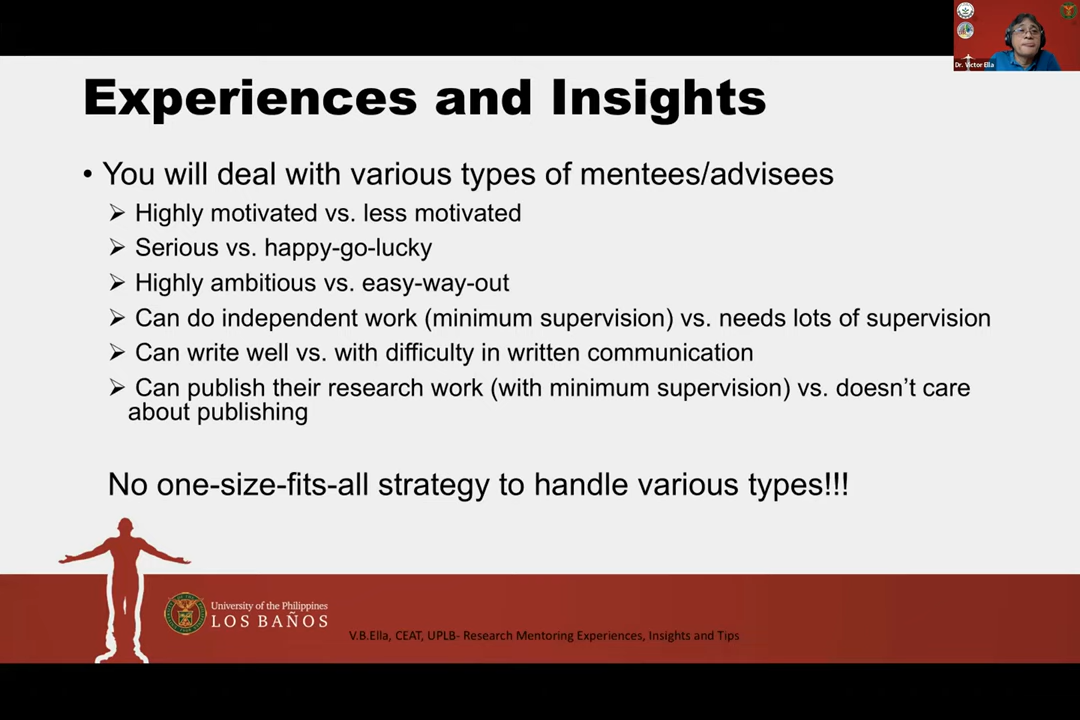 Dr. Victor Ella
Experiences and Insights
• You will deal with various types of mentees/advisees
➢ Highly motivated vs. less motivated
➢ Serious vs. happy-go-lucky
➢ Highly ambitious vs. easy-way-out
➢ Can do independent work (minimum supervision) vs. needs lots of supervision
➢ Can write well vs. with difficulty in written communication
➢ Can publish their research work (with minimum supervision) vs. doesn’t care
about publishing
No one-size-fits-all strategy to handle various types!!!
University of the Philippines
LOS BAÑOS
V.B.Ella, CEAT, UPLB- Research Mentoring Experiences, Insights and Tips